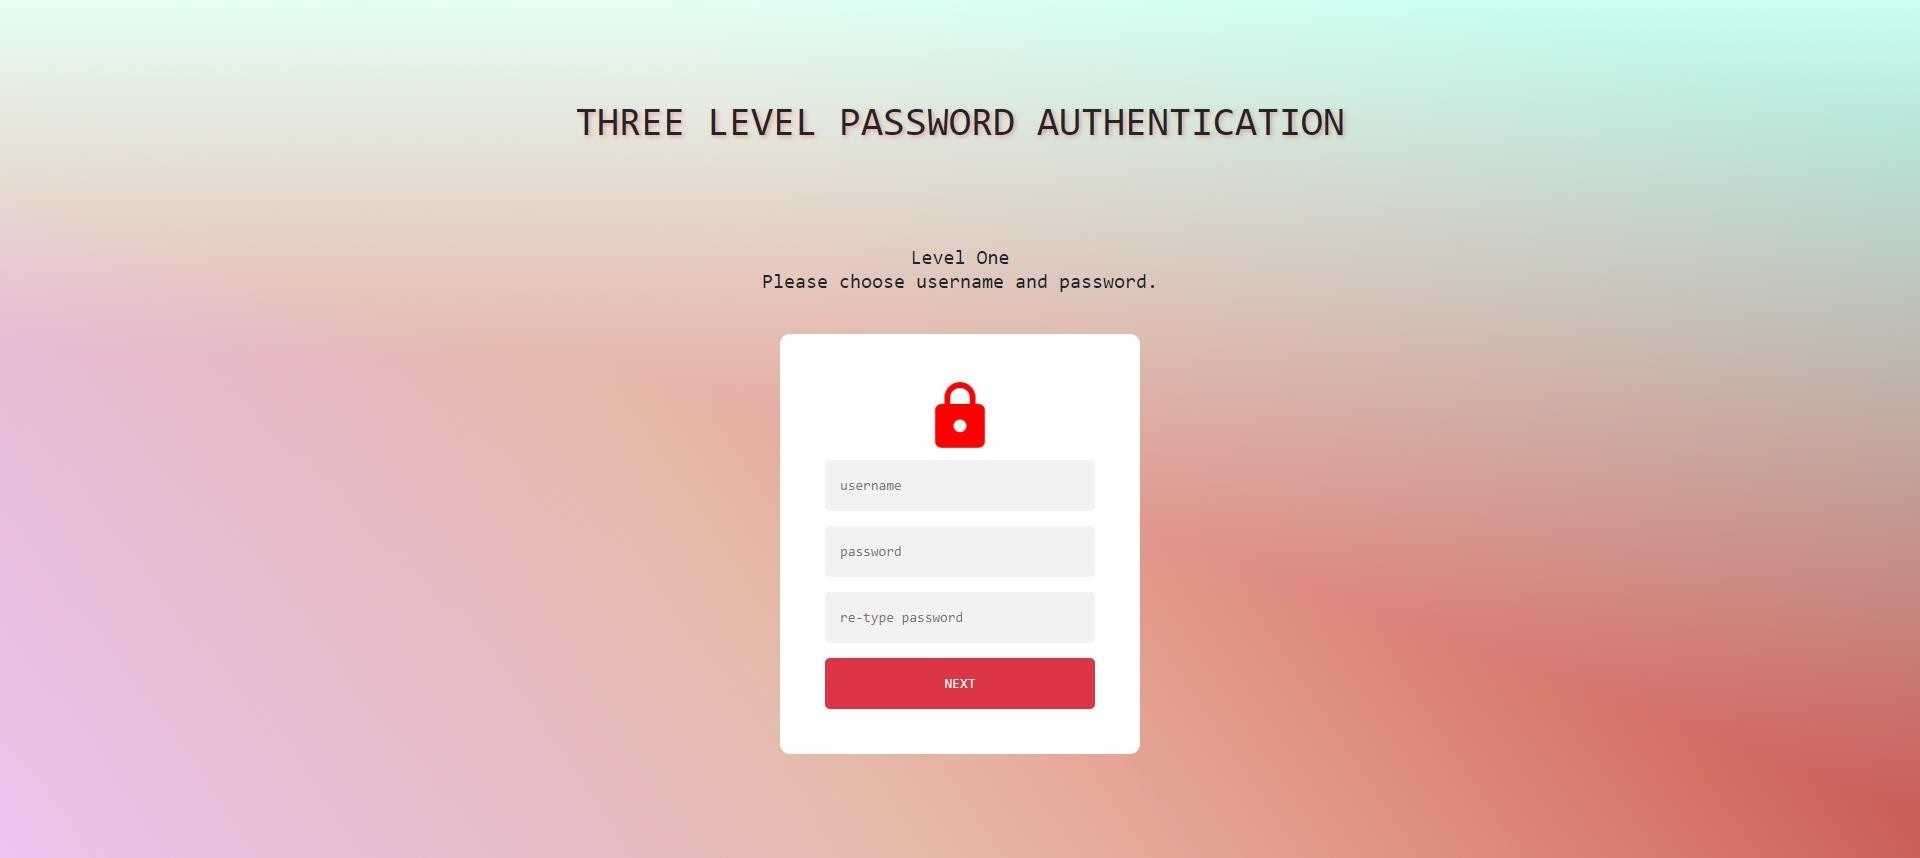 THREE LEVEL PASSWORD AUTHENTICATION
Level One
Please choose username and password.
username
password
re-type password
NEXT